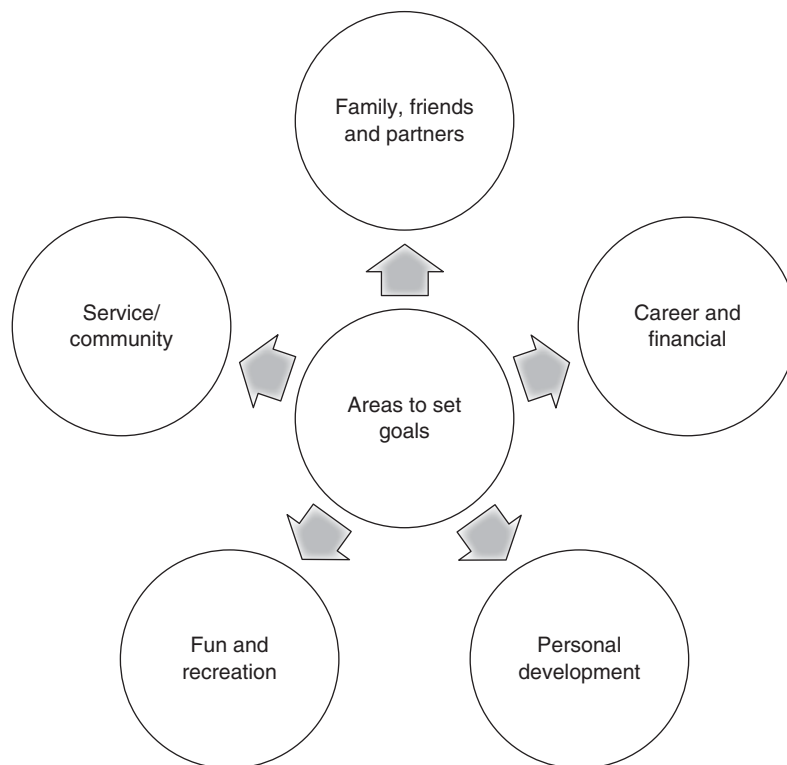 Family, friends
and partners
Service/
community
Career and
financial
Areas to set
goals
Fun and
recreation
Personal
development